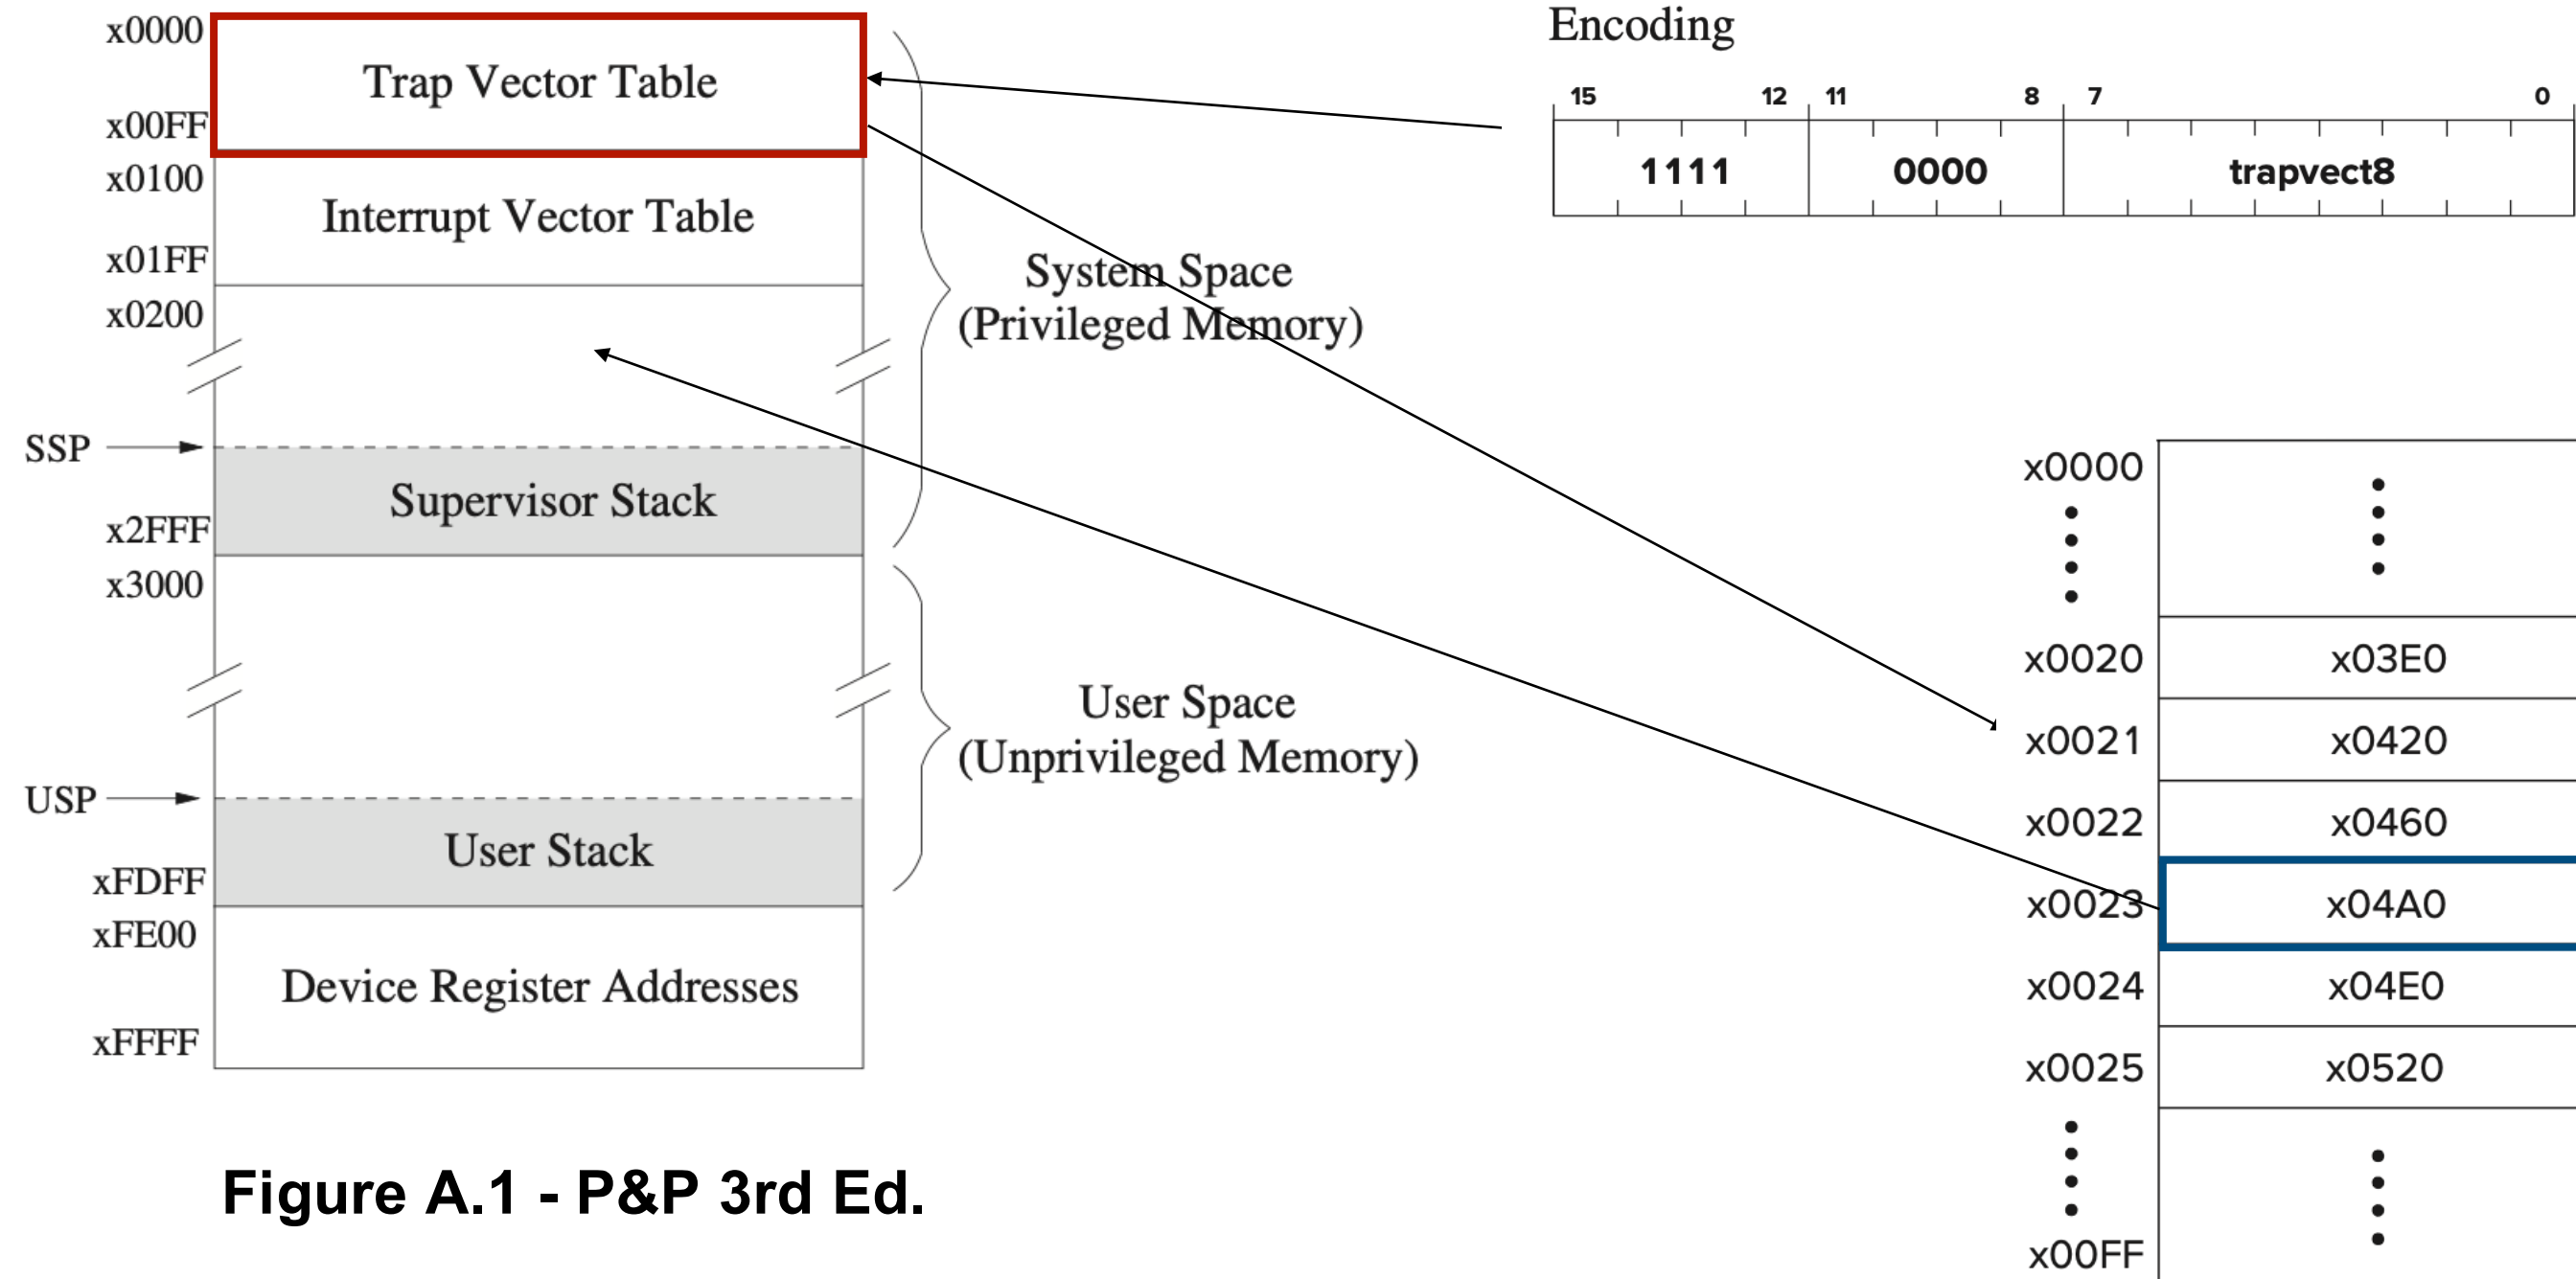 x0000
Trap Vector Table
x00FF
x0100
Interrupt Vector Table
x01FF
x0200
SSP
Supervisor Stack
x2FFF
x3000
USP
User Stack
xFDFF
xFE00
Device Register Addresses
xFFFF
System Space
(Privileged Memory)
User Space
(Unprivileged Memory)
Figure A.1 - P&P 3rd Ed.
Encoding
15 12 11 8 7 0
1111 0000 trapvect8
x0000
x0020 x03E0
x0021 x0420
x0022 x0460
x0023 x04A0
x0024 x04E0
x0025 x0520
x00FF